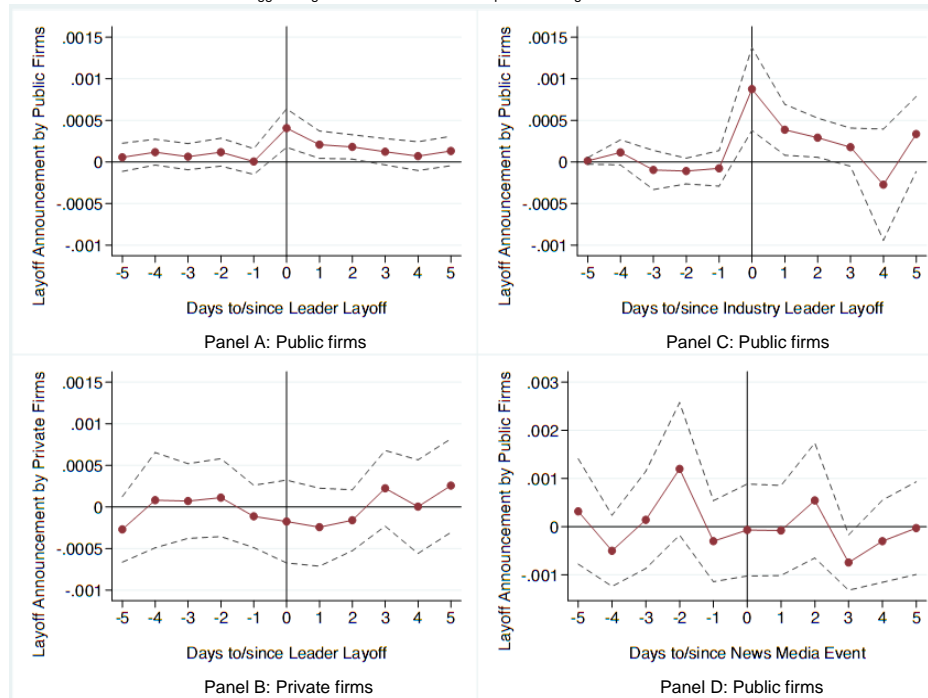 Layoff Announcement by Public Firms
.0015
.001
.0005
0
-.0005
-.001
-5 -4 -3 -2 -1 0 1 2 3 4 5
Days to/since Leader Layoff
Panel A: Public firms
Layoff Announcement by Public Firms
.0015
.001
.0005
0
-.0005
-.001
-5 -4 -3 -2 -1 0 1 2 3 4 5
Days to/since Industry Leader Layoff
Panel C: Public firms
Layoff Announcement by Private Firms
.0015
.001
.0005
0
-.0005
-.001
-5 -4 -3 -2 -1 0 1 2 3 4 5
Days to/since Leader Layoff
Panel B: Private firms
Layoff Announcement by Public Firms
.003
.002
.001
0
-.001
-5 -4 -3 -2 -1 0 1 2 3 4 5
Days to/since News Media Event
Panel D: Public firms